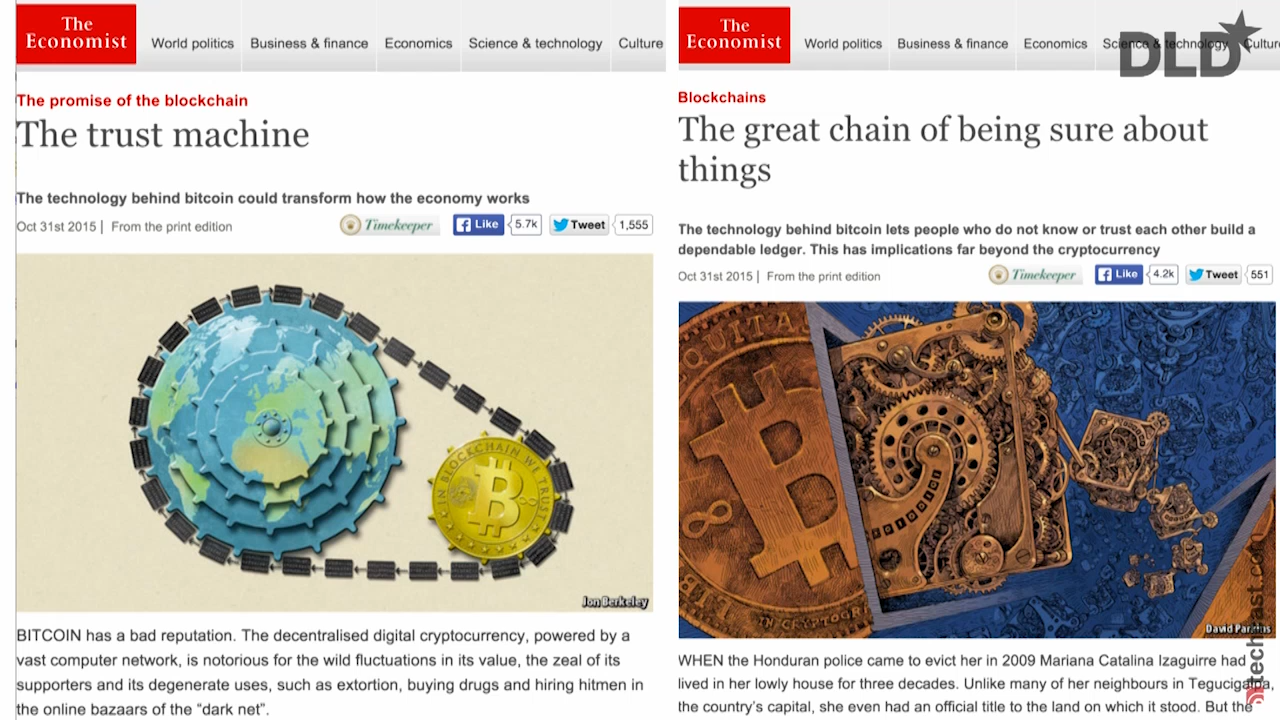 The
Economist
World politics
Business & finance
Economics
Science & technology
Culture
The promise of the blockchain
The trust machine
The technology behind bitcoin could transform how the economy works
Oct 31st 2015 | From the print edition
Timekeeper
Like
5.7k
Tweet
1,555
IN BLOCKCHAIN WE TRUST
Jon Berkeley
BITCOIN has a bad reputation. The decentralised digital cryptocurrency, powered by a
vast computer network, is notorious for the wild fluctuations in its value, the zeal of its
supporters and its degenerate uses, such as extortion, buying drugs and hiring hitmen in
the online bazaars of the “dark net”.
The
Economist
World politics
Business & finance
Economics
Science & technology
Culture
DLD
Blockchains
The great chain of being sure about
things
The technology behind bitcoin lets people who do not know or trust each other build a
dependable ledger. This has implications far beyond the cryptocurrency
Oct 31st 2015 | From the print edition
Timekeeper
Like
4.2k
Tweet
551
EQUITA
IN CRYPTOGR
David Parkins
WHEN the Honduran police came to evict her in 2009 Mariana Catalina Izaguirre had
lived in her lowly house for three decades. Unlike many of her neighbours in Tegucigalpa,
the country’s capital, she even had an official title to the land on which it stood. But the